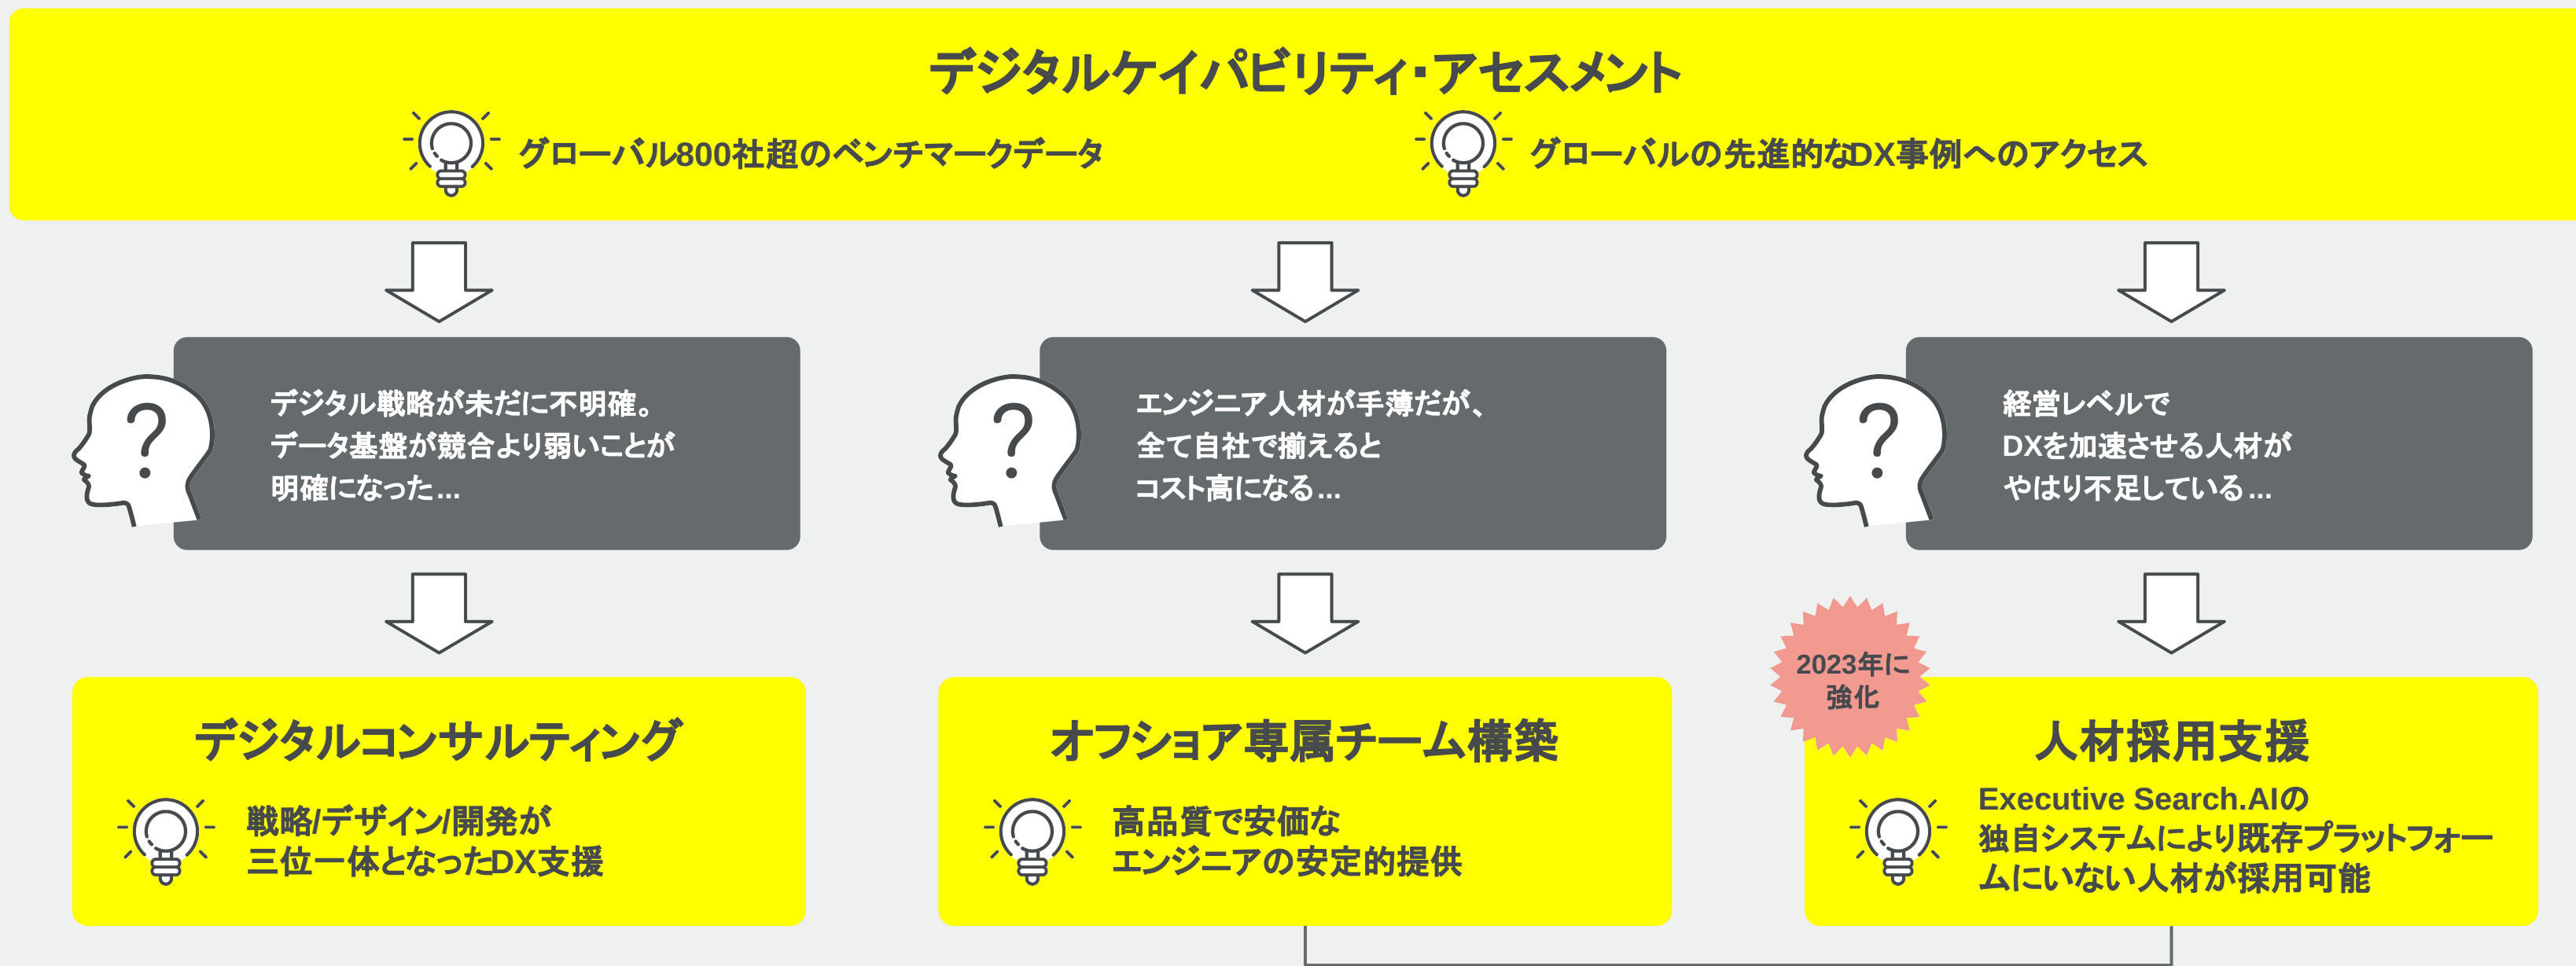 デジタルケイパビリティ・アセスメント
グローバル800社超のベンチマークデータ
グローバルの先進的なDX事例へのアクセス
デジタル戦略が未だに不明確。
データ基盤が競合より弱いことが
明確になった...
エンジニア人材が手薄だが、
全て自社で揃えると
コスト高になる...
経営レベルで
DXを加速させる人材が
やはり不足している...
デジタルコンサルティング
戦略/デザイン/開発が
三位一体となったDX支援
オフショア専属チーム構築
高品質で安価な
エンジニアの安定的提供
2023年に
強化
人材採用支援
Executive Search.AIの
独自システムにより既存プラットフォー
ムにいない人材が採用可能